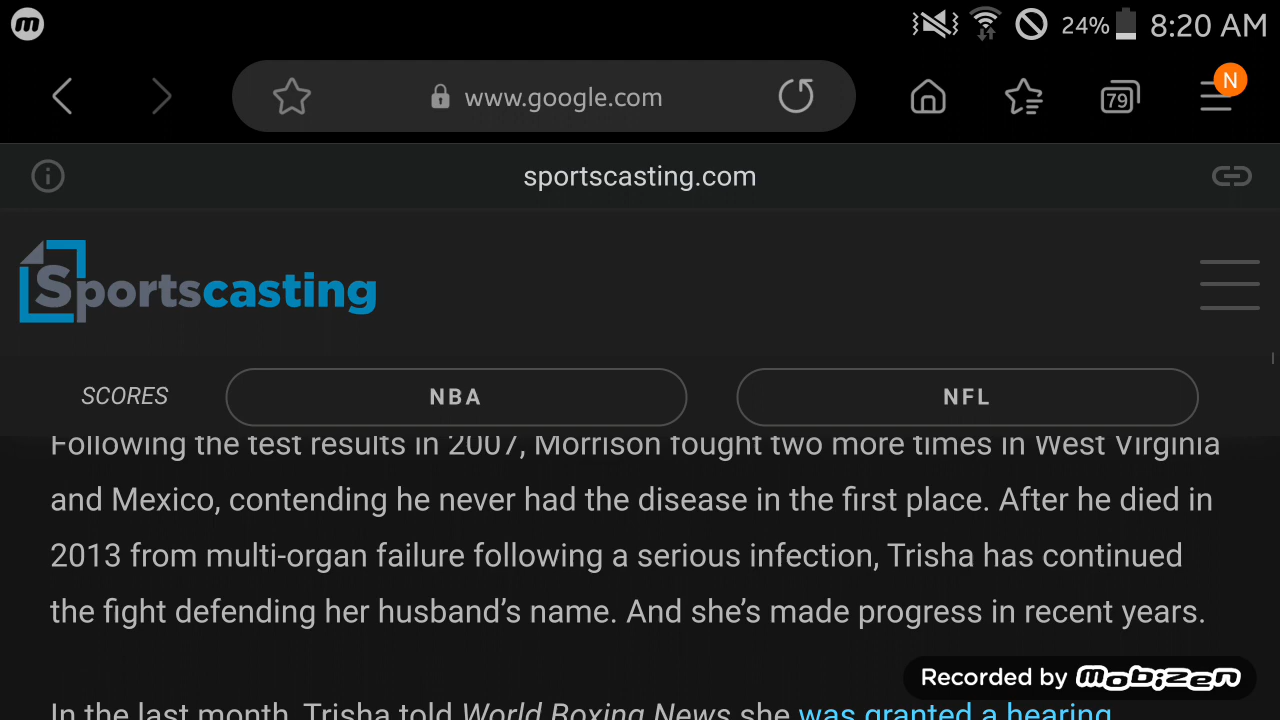 m
24% 8:20 AM
www.google.com
79
N
sportscasting.com
Sportscasting
SCORES
NBA
NFL
Following the test results in 2007, Morrison fought two more times in West Virginia
and Mexico, contending he never had the disease in the first place. After he died in
2013 from multi-organ failure following a serious infection, Trisha has continued
the fight defending her husband’s name. And she’s made progress in recent years.
Recorded by mobizen
In the last month, Trisha told World Boxing News she was granted a hearing